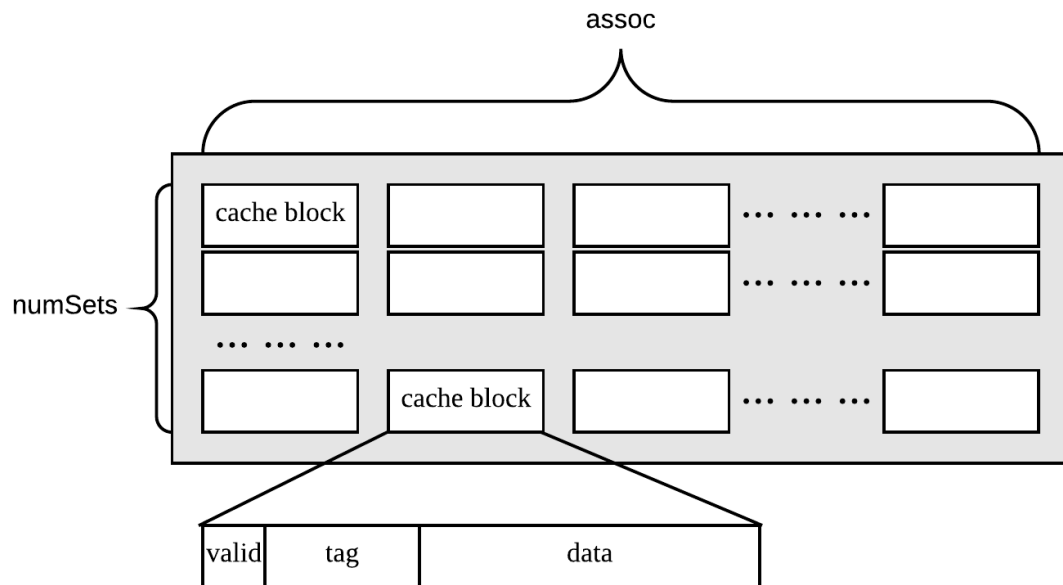 assoc
cache block
... ... ...
... ... ...
numSets
... ... ...
cache block
... ... ...
valid
tag
data